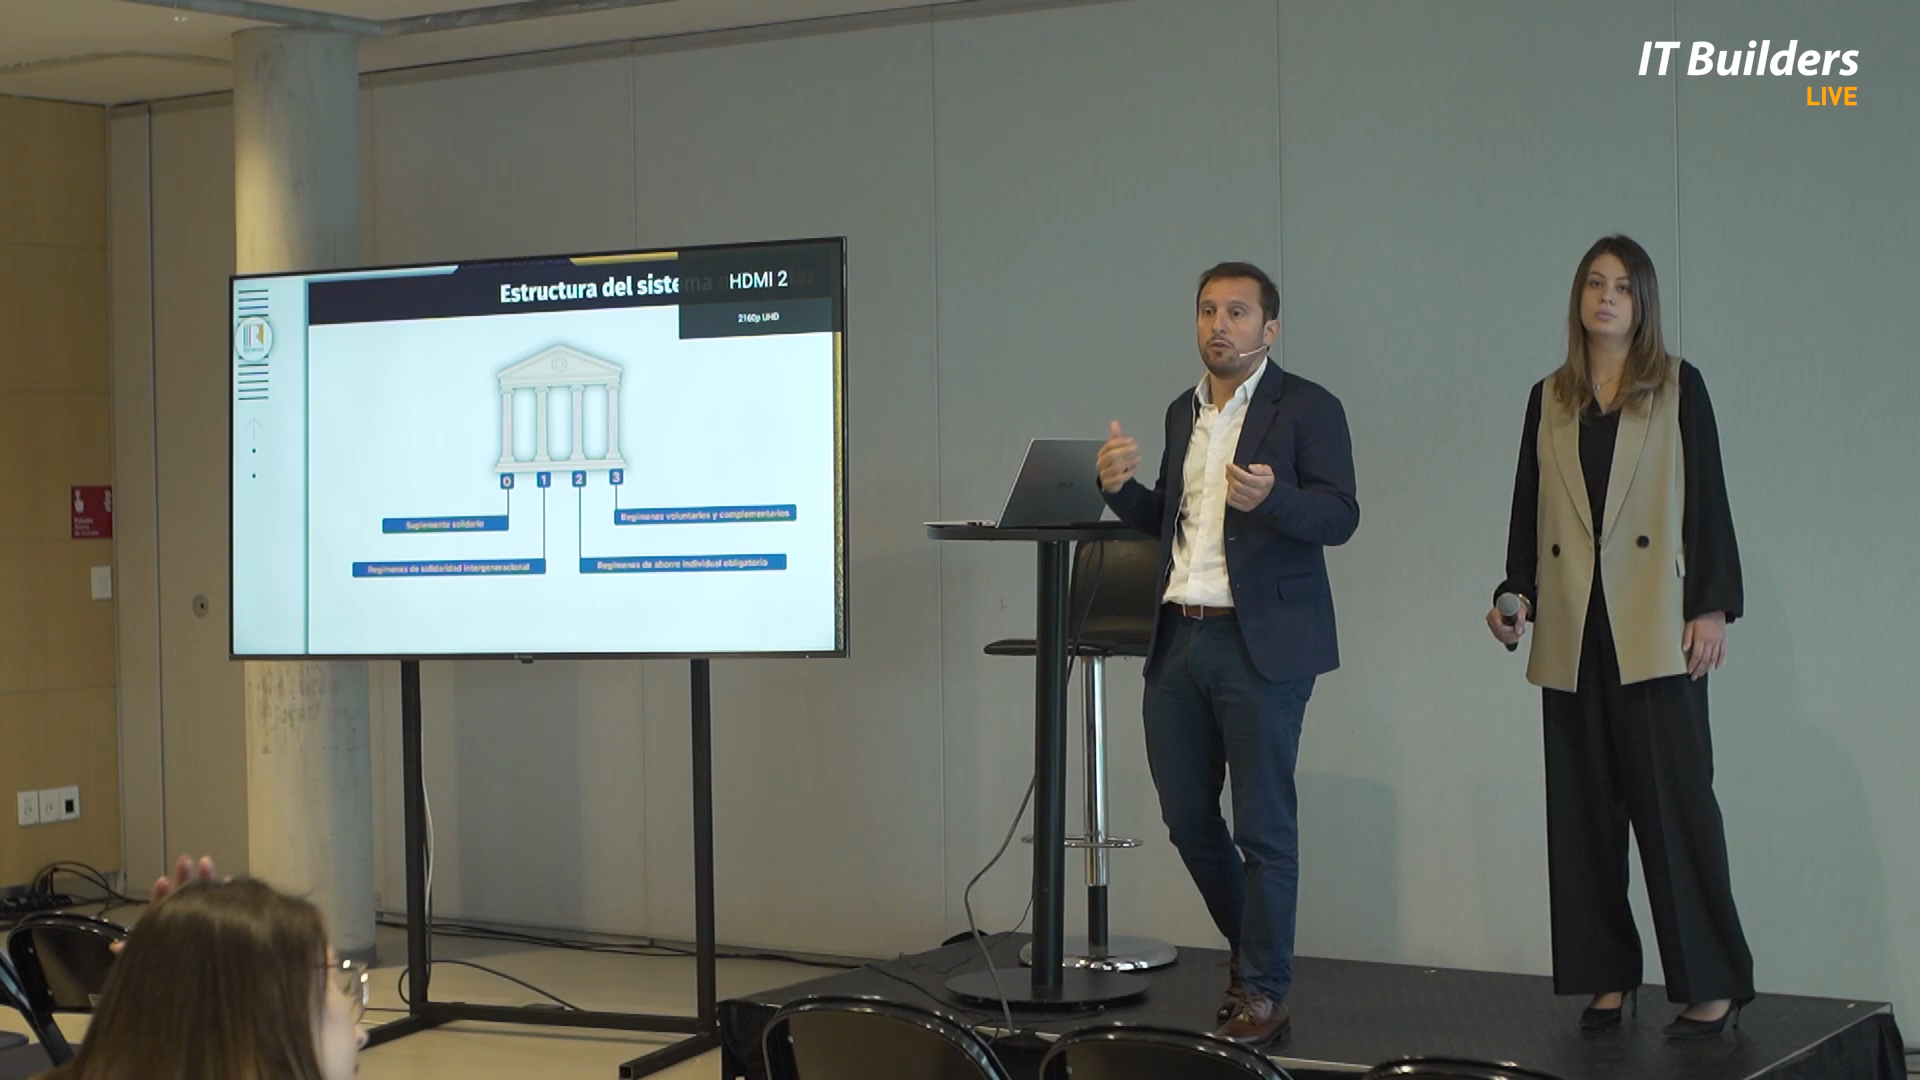 IT Builders
LIVE
Estructura del siste
HDMI 2
2160p UHD
0 1 2 3
Suplemento solidario
Regímenes voluntarios y complementarios
Regímenes de solidaridad intergeneracional
Regímenes de ahorro individual obligatorio